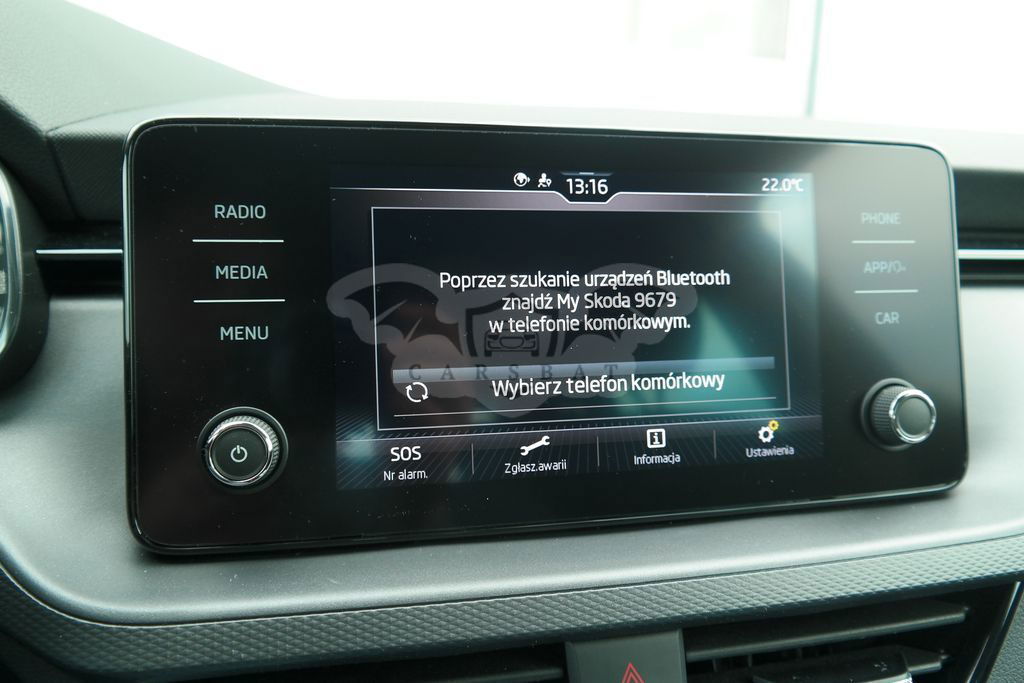 13:16
22.0°C
RADIO
MEDIA
MENU
Poprzez szukanie urządzeń Bluetooth
znajdź My Skoda 9679
w telefonie komórkowym.
CARSBAT
Wybierz telefon komórkowy
SOS
Nr alarm.
Zgłasz.awarii
Informacja
Ustawienia
PHONE
APP/
CAR